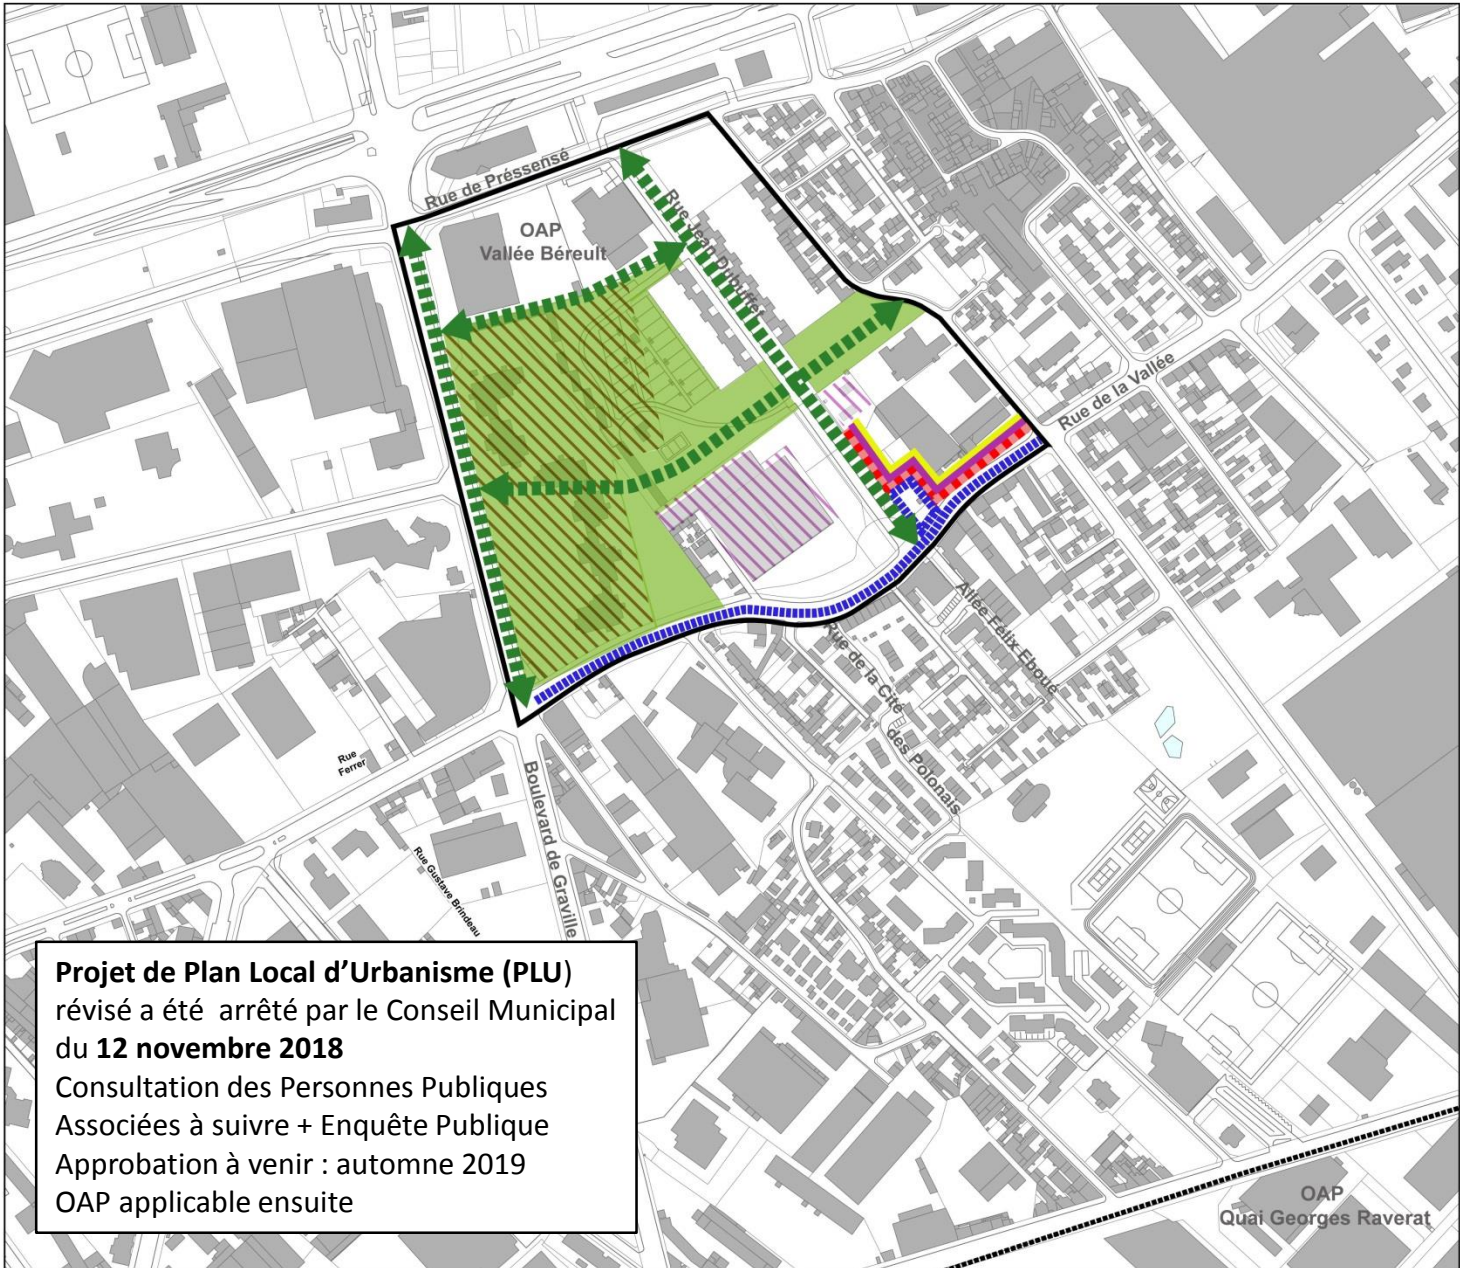 Rue de Préssensé
OAP
Vallée Béreult
Rue Jean Dubuffet
Rue de la Vallée
Allée Félix Eboué
Rue de la Cité
des Polonais
Rue
Ferrer
Boulevard de Graville
Rue Gustave Brindeau
Projet de Plan Local d’Urbanisme (PLU)
révisé a été arrêté par le Conseil Municipal
du 12 novembre 2018
Consultation des Personnes Publiques
Associées à suivre + Enquête Publique
Approbation à venir : automne 2019
OAP applicable ensuite
OAP
Quai Georges Raverat